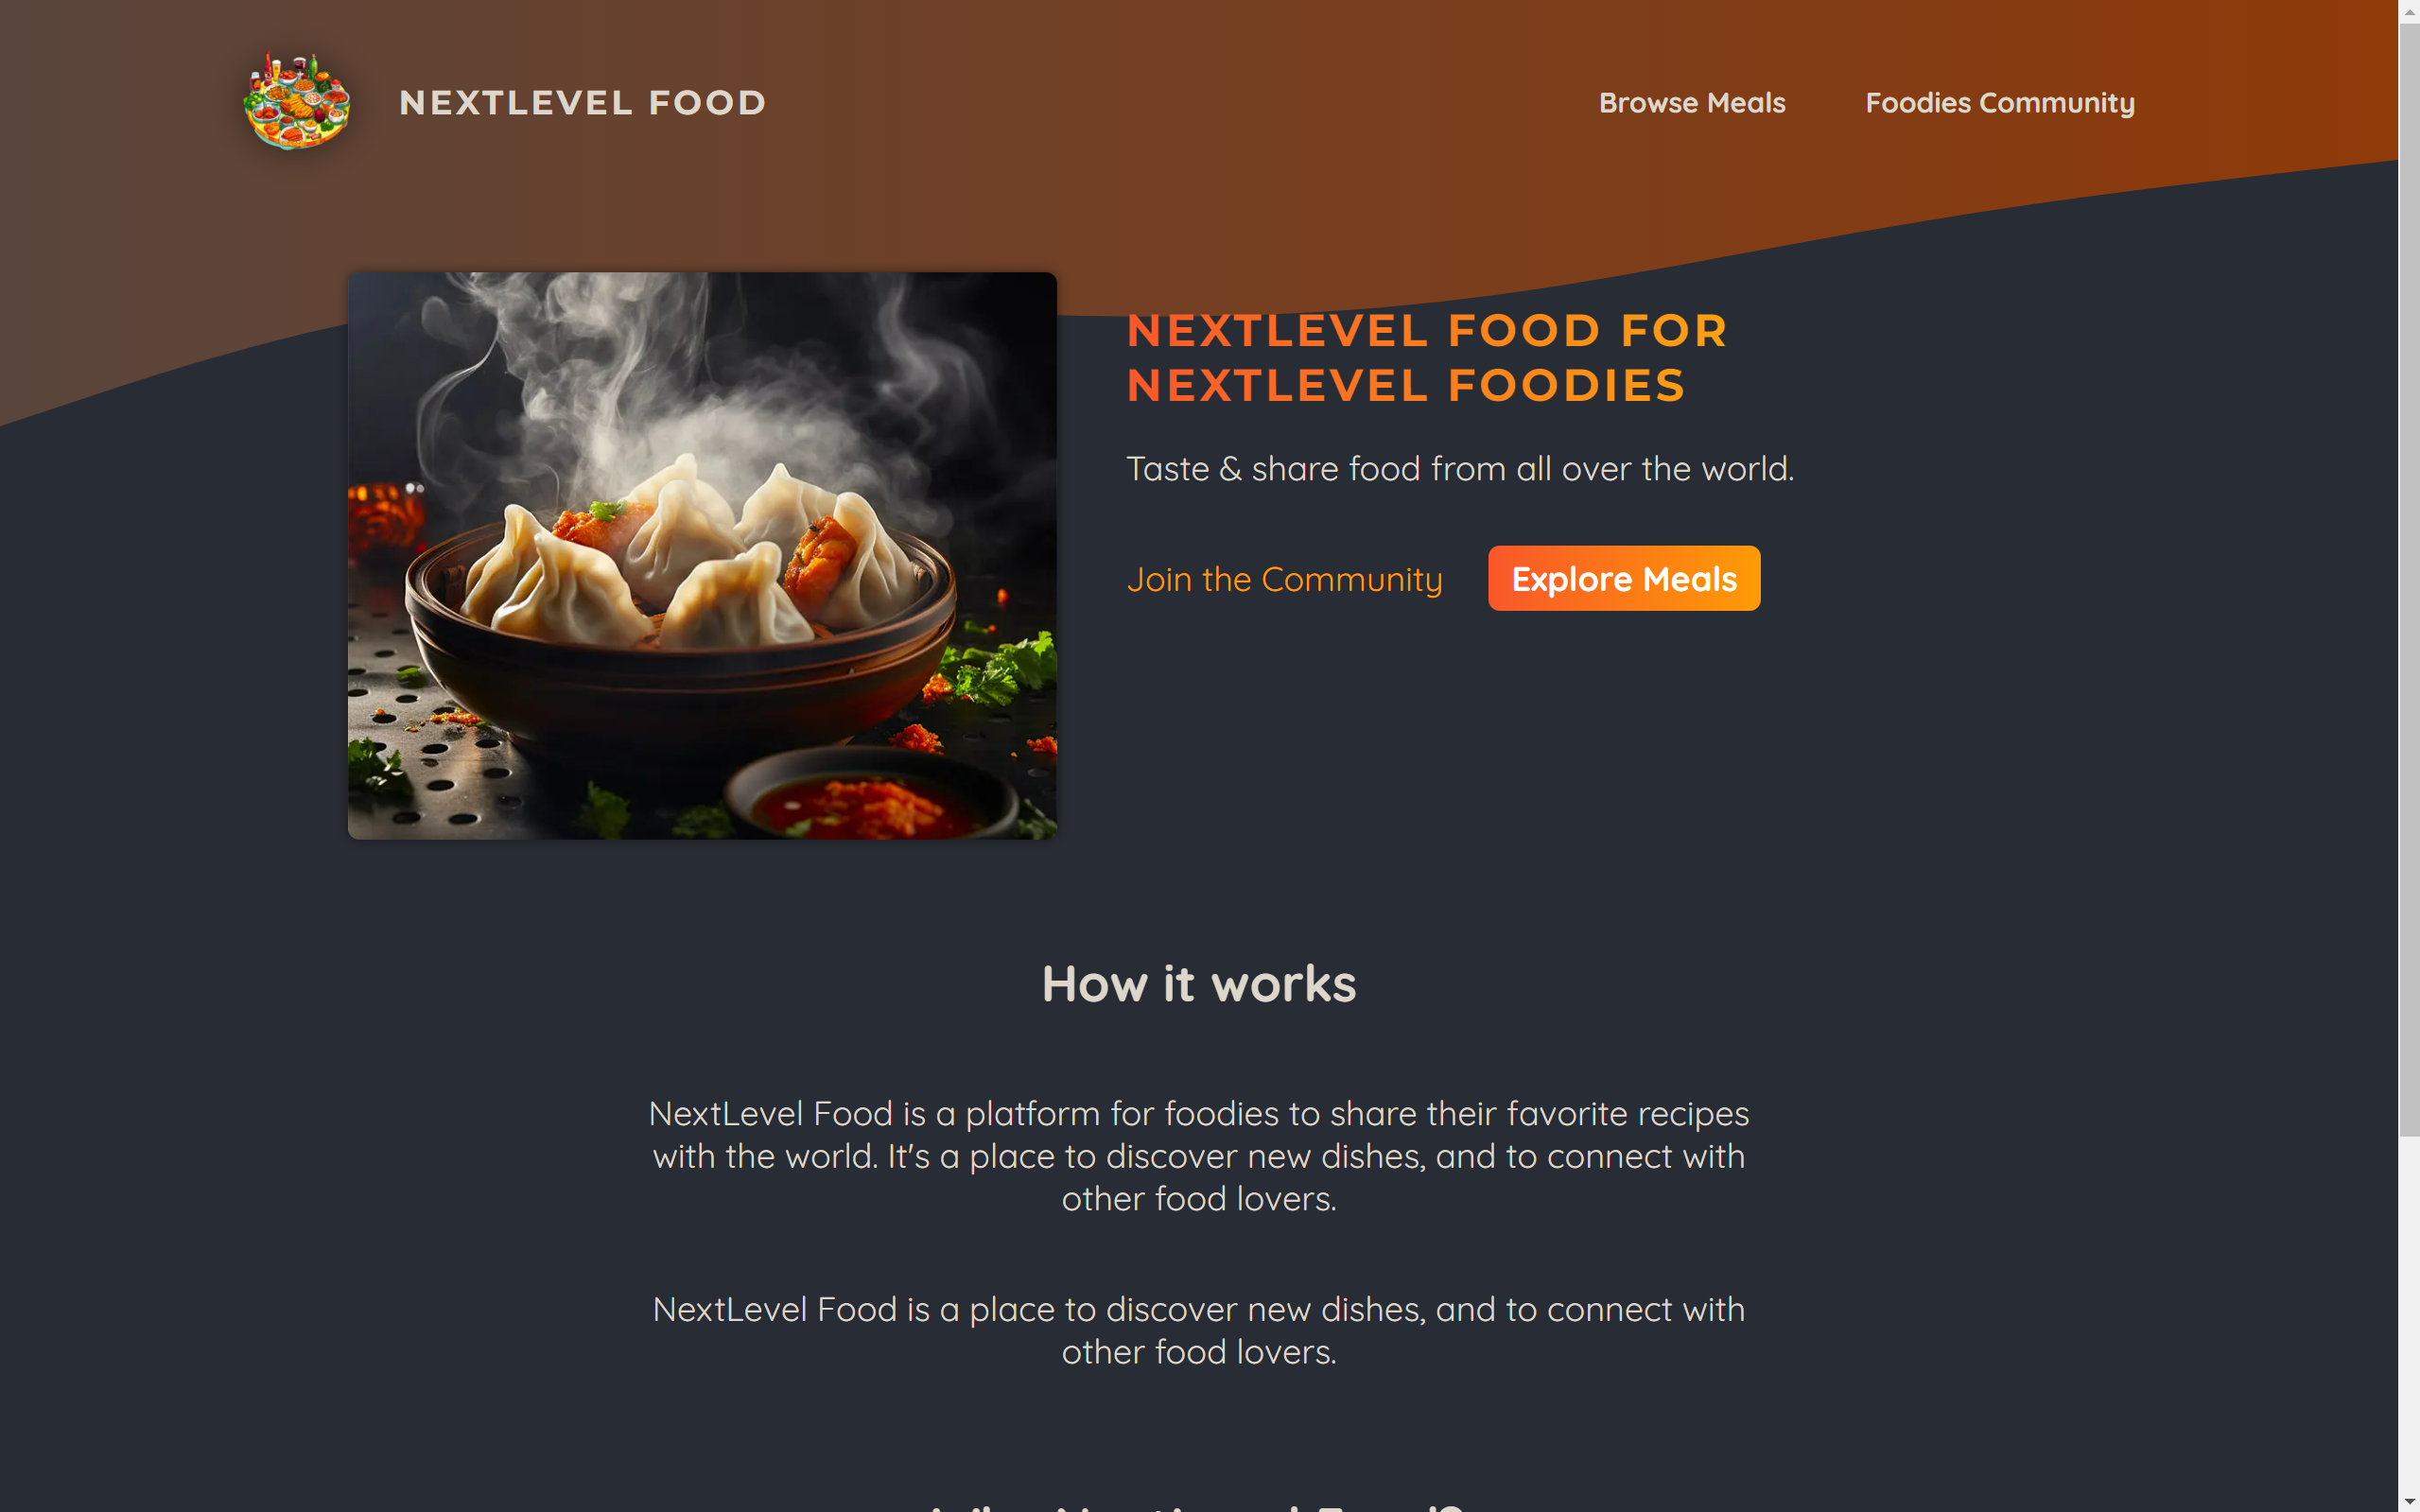 NEXTLEVEL FOOD
Browse Meals
Foodies Community
NEXTLEVEL FOOD FOR
NEXTLEVEL FOODIES
Taste & share food from all over the world.
Join the Community
Explore Meals
How it works
NextLevel Food is a platform for foodies to share their favorite recipes
with the world. It's a place to discover new dishes, and to connect with
other food lovers.
NextLevel Food is a place to discover new dishes, and to connect with
other food lovers.